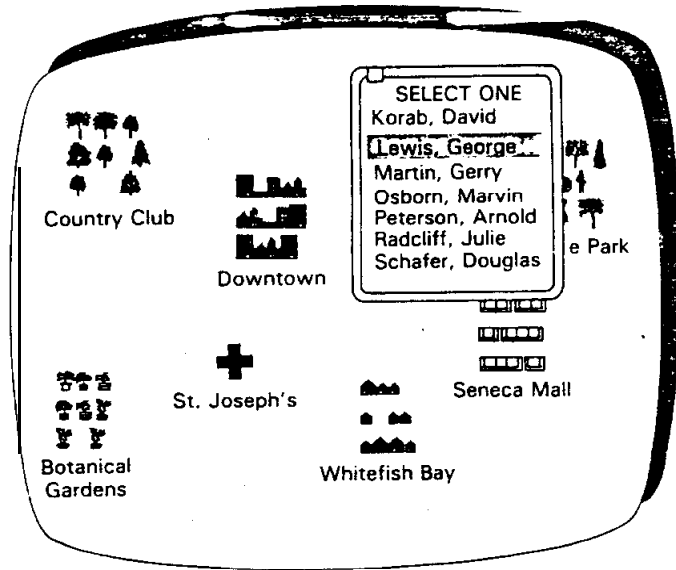 SELECT ONE
Korab, David
Lewis, George
Martin, Gerry
Osborn, Marvin
Peterson, Arnold
Radcliff, Julie
Schafer, Douglas
Country Club
Downtown
e Park
St. Joseph's
Seneca Mall
Botanical
Gardens
Whitefish Bay